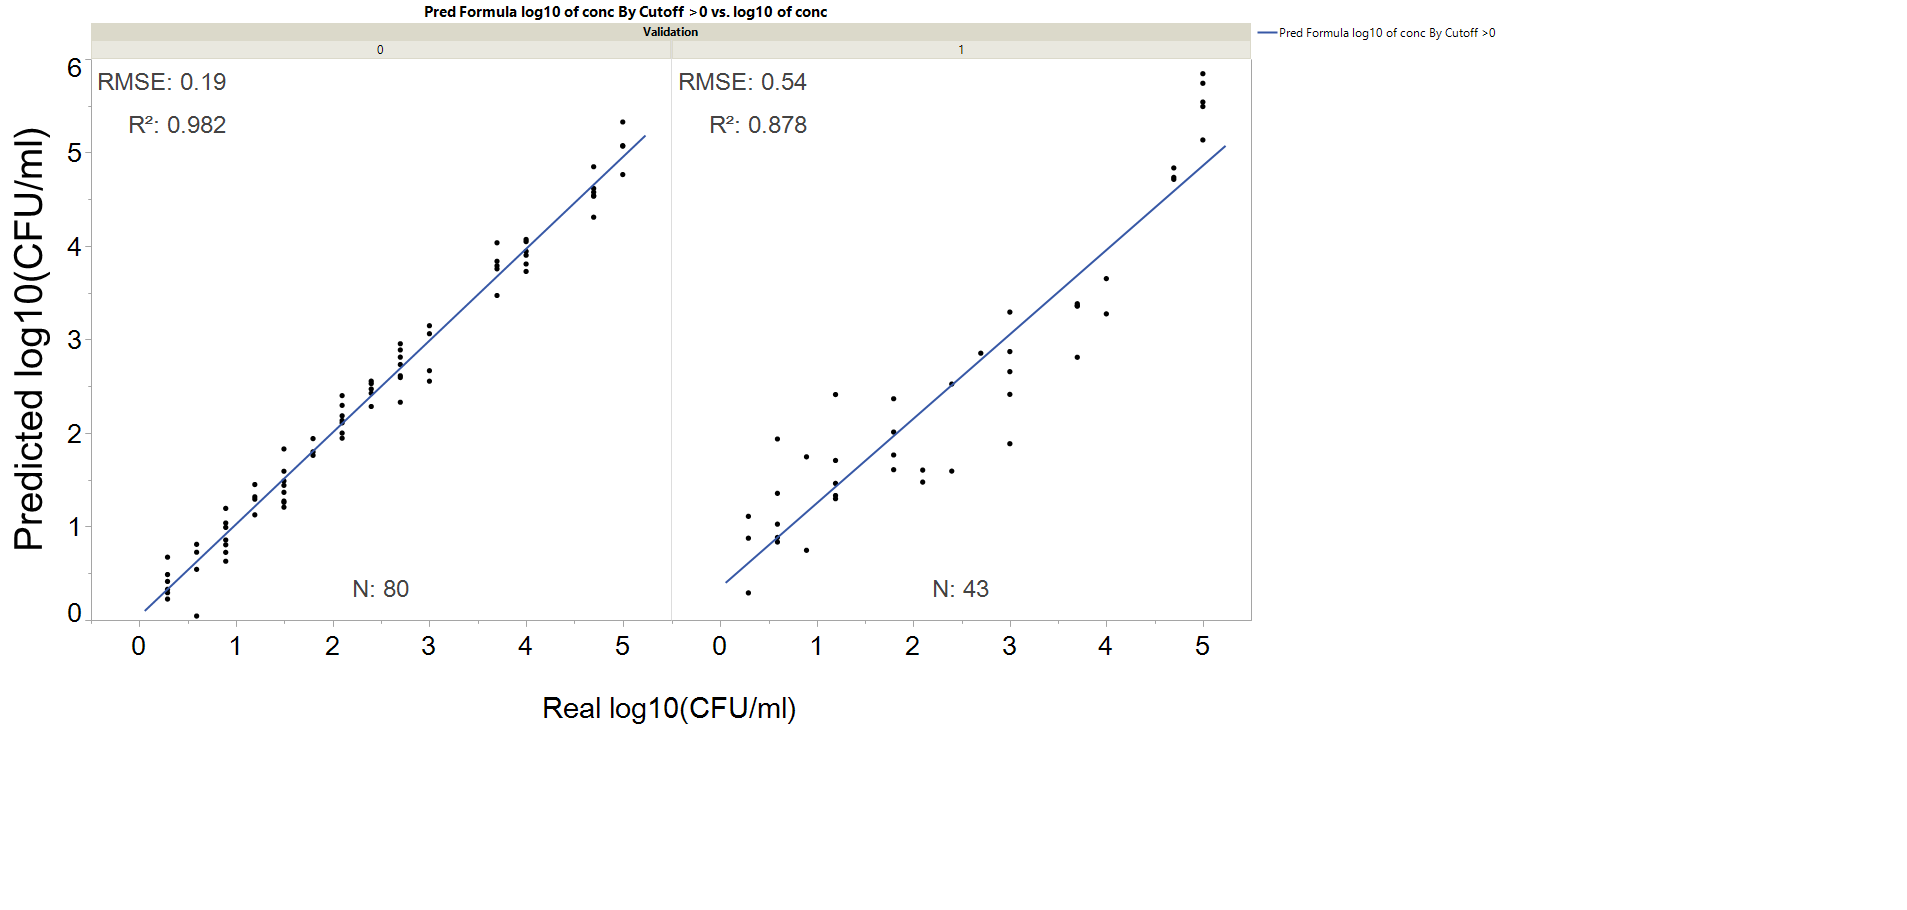 Pred Formula log10 of conc By Cutoff >0 vs. log10 of conc
Validation
0 1
Pred Formula log10 of conc By Cutoff >0
RMSE: 0.19
R²: 0.982
N: 80
RMSE: 0.54
R²: 0.878
N: 43
Predicted log10(CFU/ml)
6
5
4
3
2
1
0
0 1 2 3 4 5 0 1 2 3 4 5
Real log10(CFU/ml)